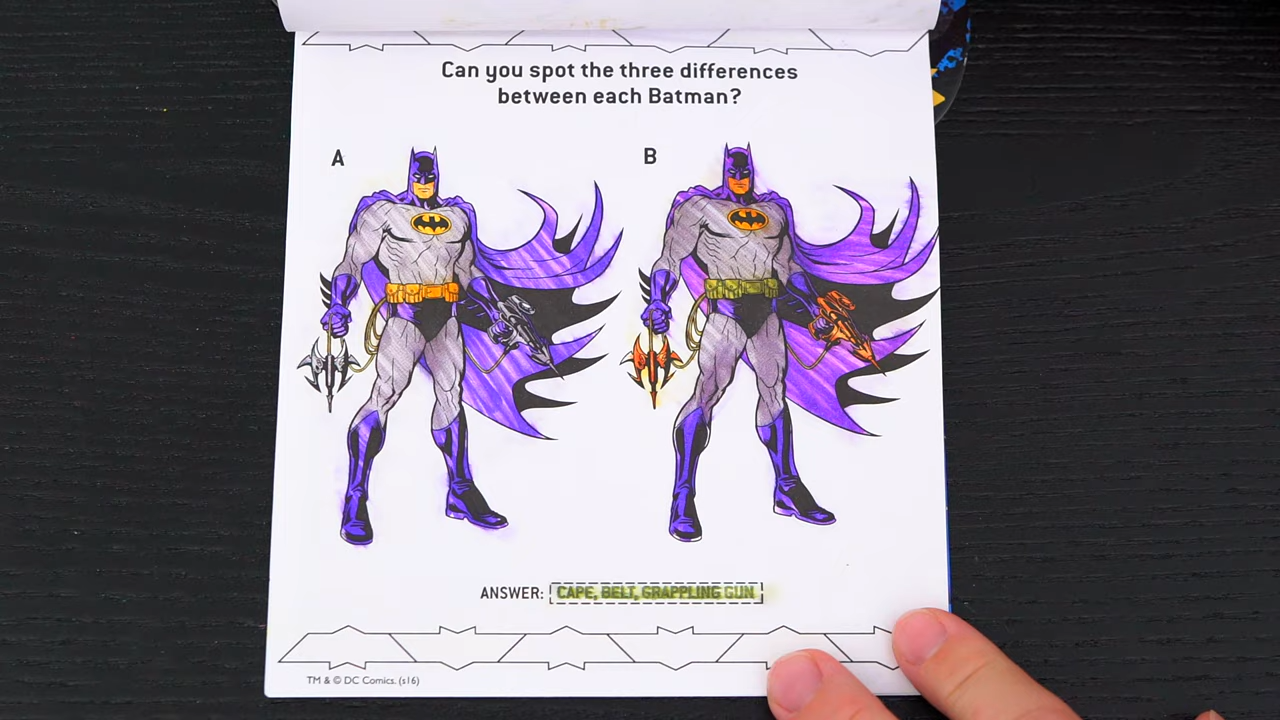 Can you spot the three differences
between each Batman?
A
B
ANSWER: CAPE, BELT, GRAPPLING GUN
TM & © DC Comics. (s16)